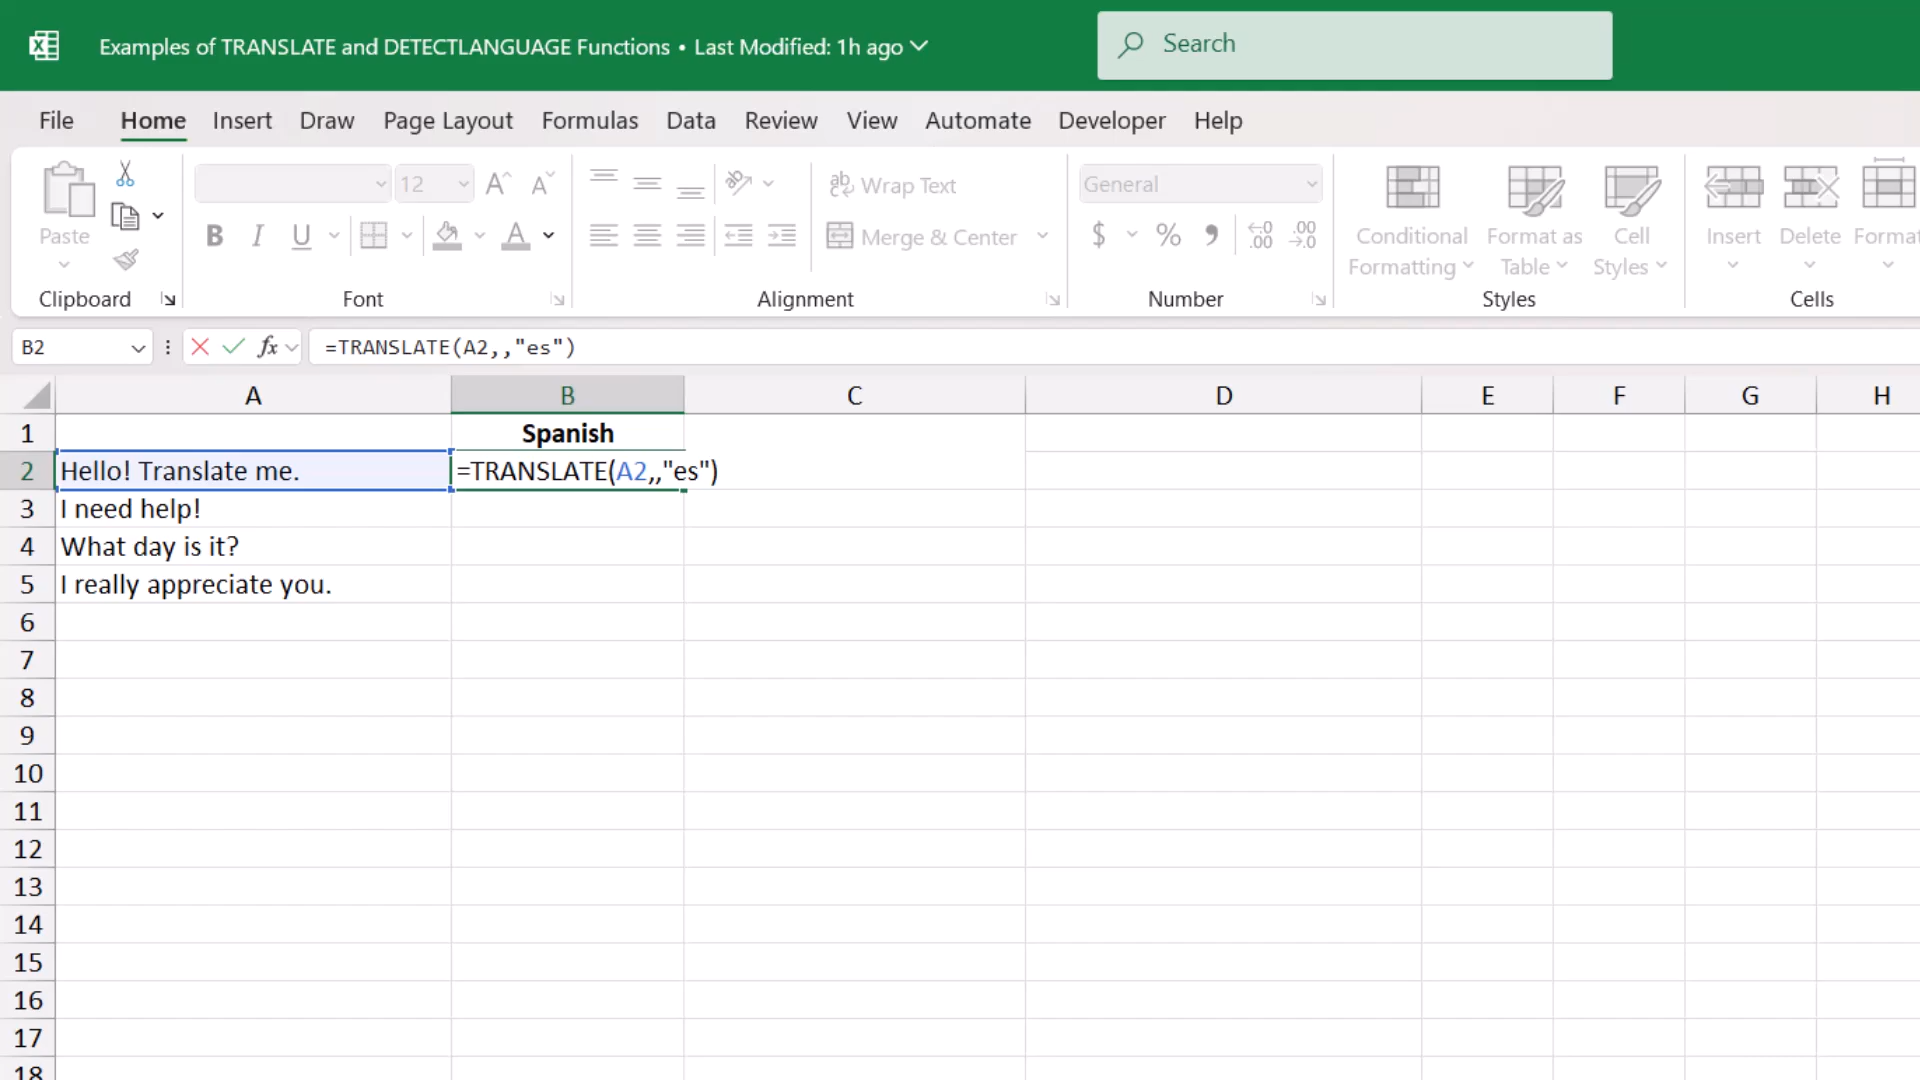 Examples of TRANSLATE and DETECTLANGUAGE Functions • Last Modified: 1h ago
Search
File Home Insert Draw Page Layout Formulas Data Review View Automate Developer Help
Paste
12
Wrap Text
Merge & Center
General
Conditional Formatting
Format as Table
Cell Styles
Insert
Delete
Format
Clipboard Font Alignment Number Styles Cells
B2 fx =TRANSLATE(A2,,"es")
A B C D E F G H
1 Spanish
2 Hello! Translate me. =TRANSLATE(A2,,"es")
3 I need help!
4 What day is it?
5 I really appreciate you.
6
7
8
9
10
11
12
13
14
15
16
17
18